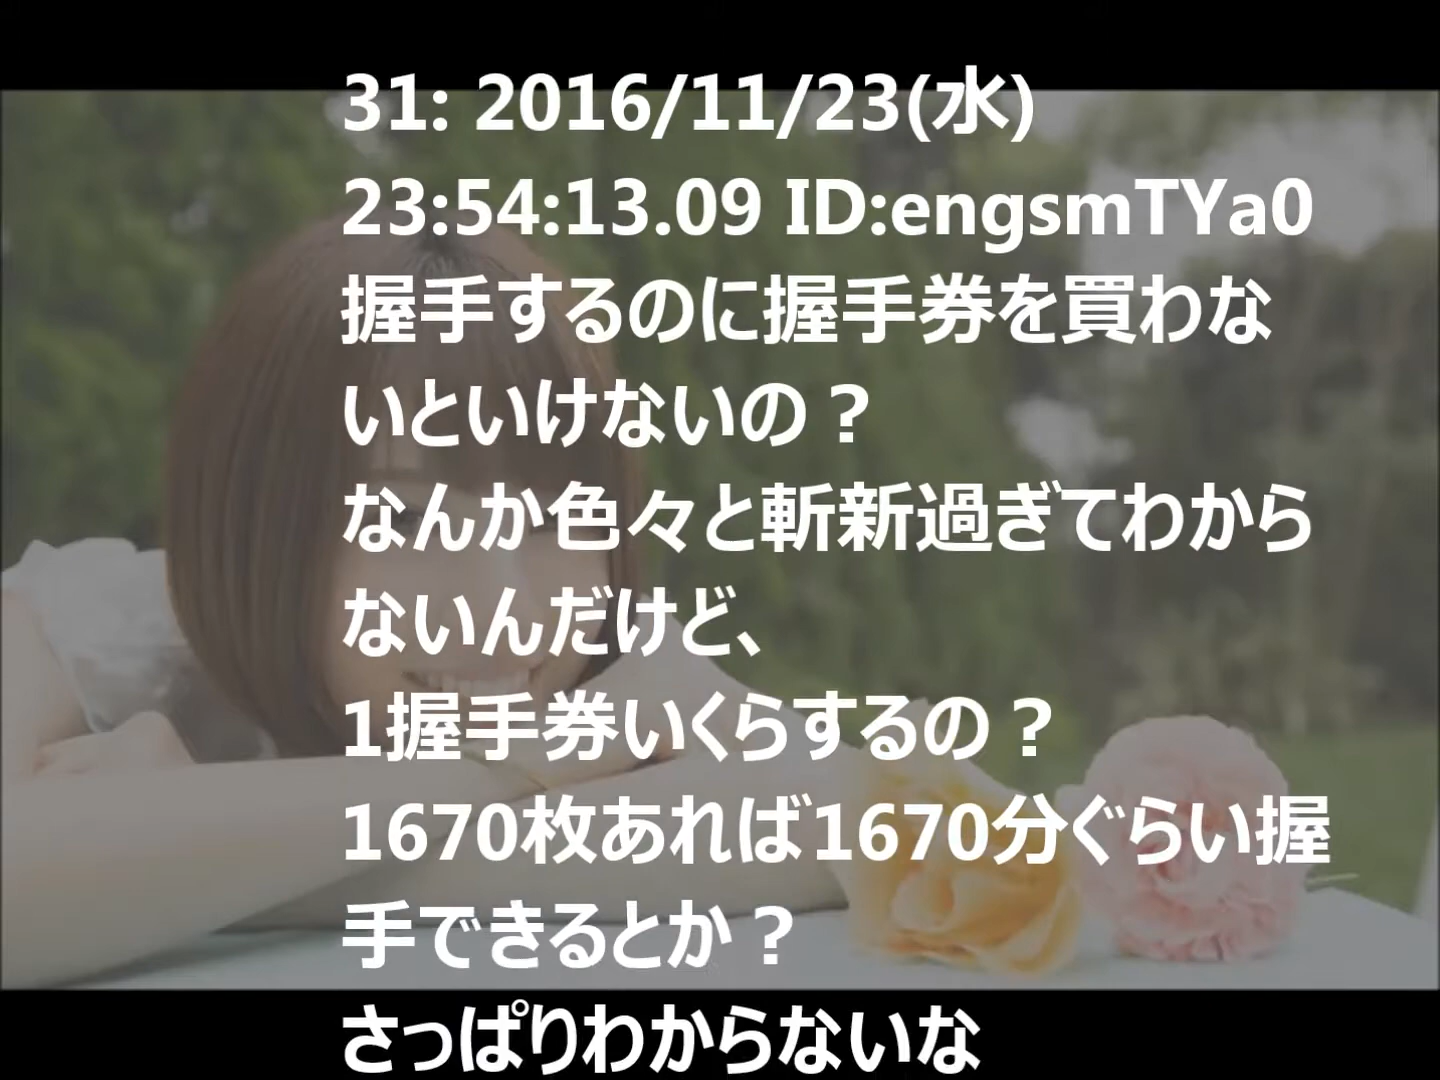 31: 2016/11/23(水)
23:54:13.09 ID:engsmTYa0
握手するのに握手券を買わな
いといけないの？
なんか色々と斬新過ぎてわから
ないんだけど、
1握手券いくらするの？
1670枚あれば1670分ぐらい握
手できるとか？
さっぱりわからないな